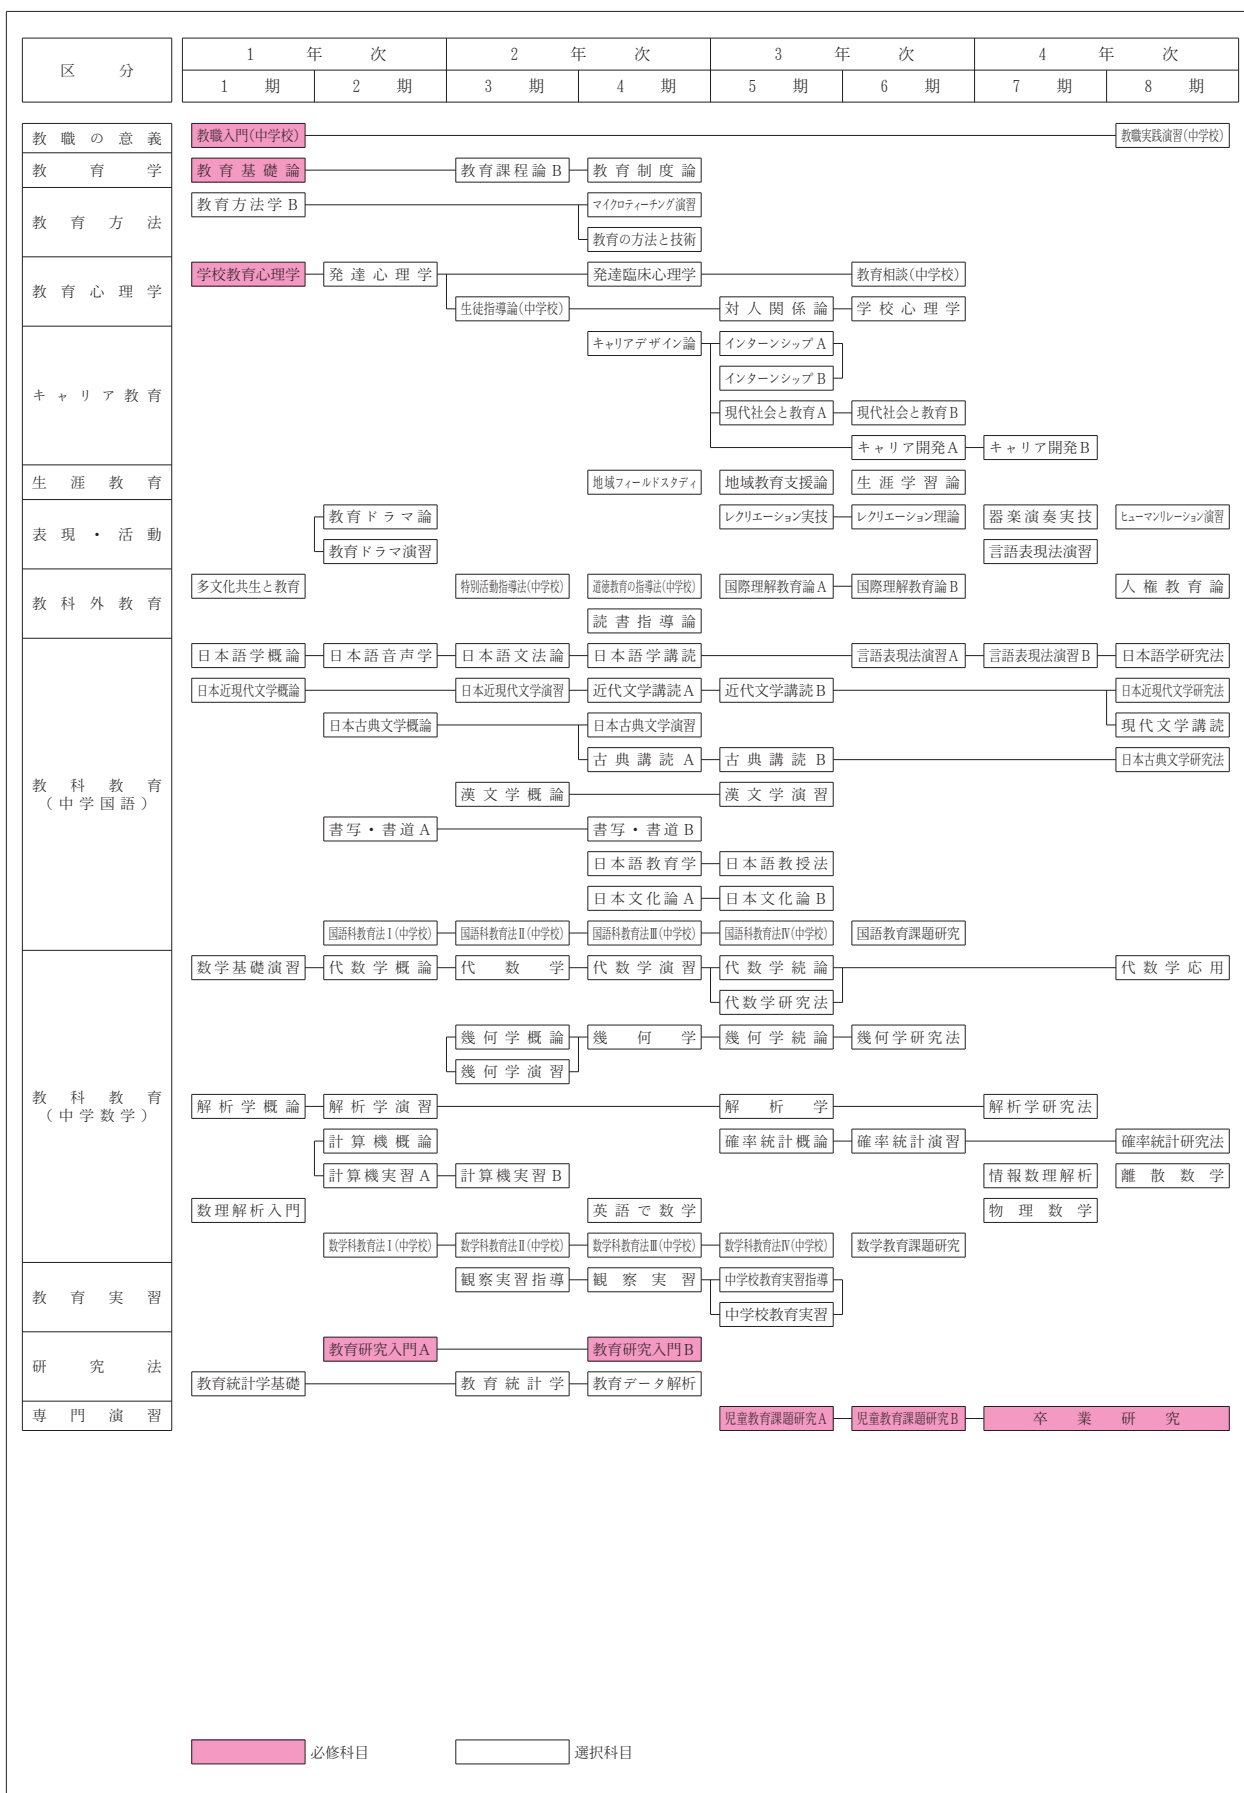 区分 1年次 2年次 3年次 4年次
1期 2期 3期 4期 5期 6期 7期 8期
教職の意義 教職入門(中学校) 教職実践演習(中学校)
教育学 教育基礎論 教育課程論B 教育制度論
教育方法 教育方法学B マイクロティーチング演習
教育の方法と技術
教育心理学 学校教育心理学 発達心理学 発達臨床心理学 教育相談(中学校)
生徒指導論(中学校) 対人関係論 学校心理学
キャリア教育 キャリアデザイン論 インターンシップA
インターンシップB
現代社会と教育A 現代社会と教育B
キャリア開発A キャリア開発B
生涯教育 地域フィールドスタディ 地域教育支援論 生涯学習論
表現・活動 教育ドラマ論 レクリエーション実技 レクリエーション理論 器楽演奏実技 ヒューマンリレーション演習
教育ドラマ演習 言語表現法演習
教科外教育 多文化共生と教育 特別活動指導法(中学校) 道徳教育の指導法(中学校) 国際理解教育論A 国際理解教育論B 人権教育論
読書指導論
教科教育
(中学国語)
日本語学概論 日本語音声学 日本語文法論 日本語学講読 言語表現法演習A 言語表現法演習B 日本語学研究法
日本近現代文学概論 日本近現代文学演習 近代文学講読A 近代文学講読B 日本近現代文学研究法
日本古典文学概論 日本古典文学演習 現代文学講読
古典講読A 古典講読B 日本古典文学研究法
漢文学概論 漢文学演習
書写・書道A 書写・書道B
日本語教育学 日本語教授法
日本文化論A 日本文化論B
国語科教育法Ⅰ(中学校) 国語科教育法Ⅱ(中学校) 国語科教育法Ⅲ(中学校) 国語科教育法Ⅳ(中学校) 国語教育課題研究
教科教育
(中学数学)
数学基礎演習 代数学概論 代数学 代数学演習 代数学続論 代数学応用
代数学研究法
幾何学概論 幾何学 幾何学続論 幾何学研究法
幾何学演習
解析学概論 解析学演習 解析学 解析学研究法
計算機概論 確率統計概論 確率統計演習 確率統計研究法
計算機実習A 計算機実習B 情報数理解析 離散数学
数理解析入門 英語で数学 物理数学
数学科教育法Ⅰ(中学校) 数学科教育法Ⅱ(中学校) 数学科教育法Ⅲ(中学校) 数学科教育法Ⅳ(中学校) 数学教育課題研究
教育実習 観察実習指導 観察実習 中学校教育実習指導
中学校教育実習
研究法 教育研究入門A 教育研究入門B
教育統計学基礎 教育統計学 教育データ解析
専門演習 児童教育課題研究A 児童教育課題研究B 卒業研究
必修科目 選択科目